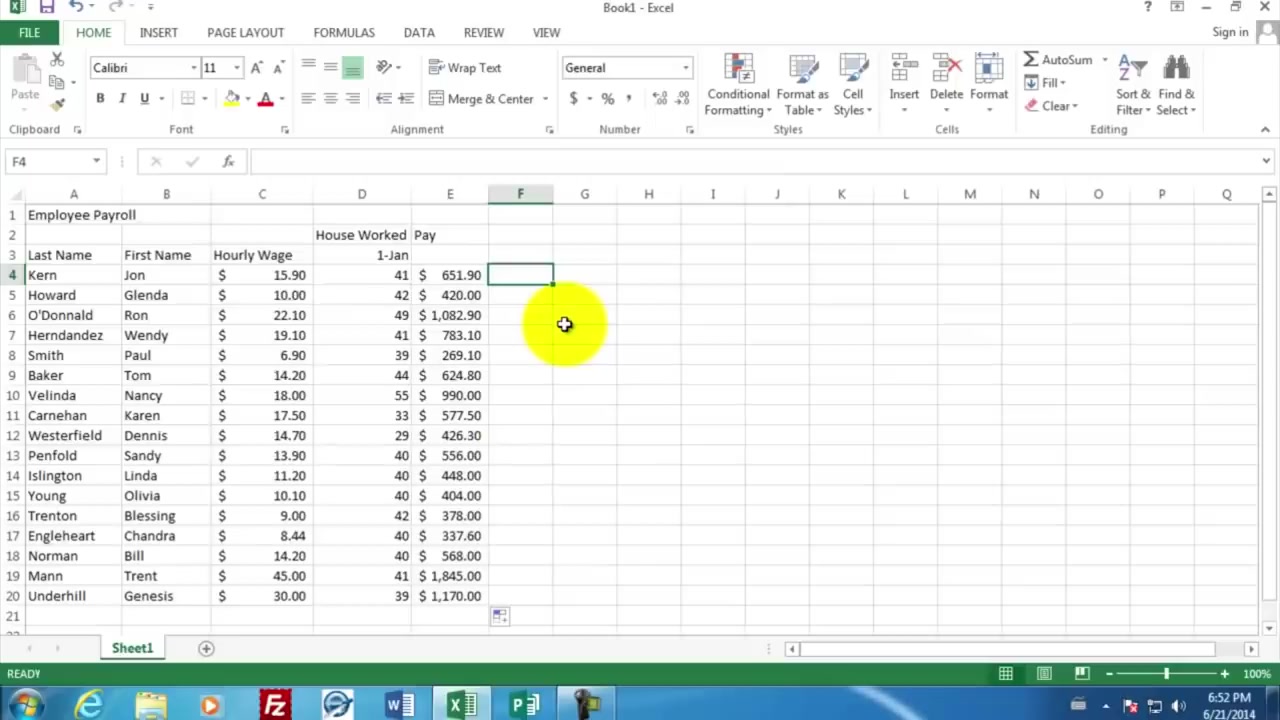 Book1 - Excel
?
FILE HOME INSERT PAGE LAYOUT FORMULAS DATA REVIEW VIEW Sign in
Calibri 11 A A Wrap Text General AutoSum
Paste B I U A Merge & Center $ % , Conditional Formatting Format as Table Cell Styles Insert Delete Format Fill Clear Sort & Filter Find & Select
Clipboard Font Alignment Number Styles Cells Editing
F4 fx
A B C D E F G H I J K L M N O P Q
1 Employee Payroll
2 House Worked Pay
3 Last Name First Name Hourly Wage 1-Jan
4 Kern Jon $ 15.90 41 $ 651.90
5 Howard Glenda $ 10.00 42 $ 420.00
6 O'Donnald Ron $ 22.10 49 $ 1,082.90
7 Herndandez Wendy $ 19.10 41 $ 783.10
8 Smith Paul $ 6.90 39 $ 269.10
9 Baker Tom $ 14.20 44 $ 624.80
10 Velinda Nancy $ 18.00 55 $ 990.00
11 Carnehan Karen $ 17.50 33 $ 577.50
12 Westerfield Dennis $ 14.70 29 $ 426.30
13 Penfold Sandy $ 13.90 40 $ 556.00
14 Islington Linda $ 11.20 40 $ 448.00
15 Young Olivia $ 10.10 40 $ 404.00
16 Trenton Blessing $ 9.00 42 $ 378.00
17 Engleheart Chandra $ 8.44 40 $ 337.60
18 Norman Bill $ 14.20 40 $ 568.00
19 Mann Trent $ 45.00 41 $ 1,845.00
20 Underhill Genesis $ 30.00 39 $ 1,170.00
21
Sheet1
READY 100%
6:52 PM
6/21/2014